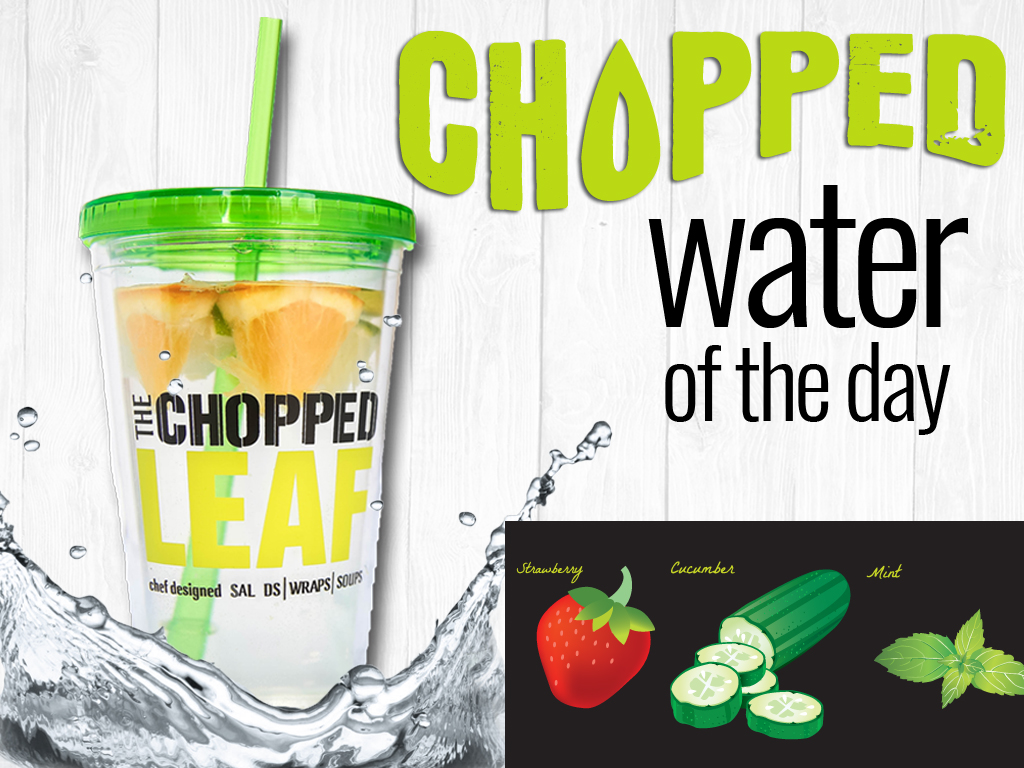 CHOPPED
water
of the day
THE CHOPPED
LEAF
chef designed SAL DS|WRAPS|SOUPS
Strawberry
Cucumber
Mint